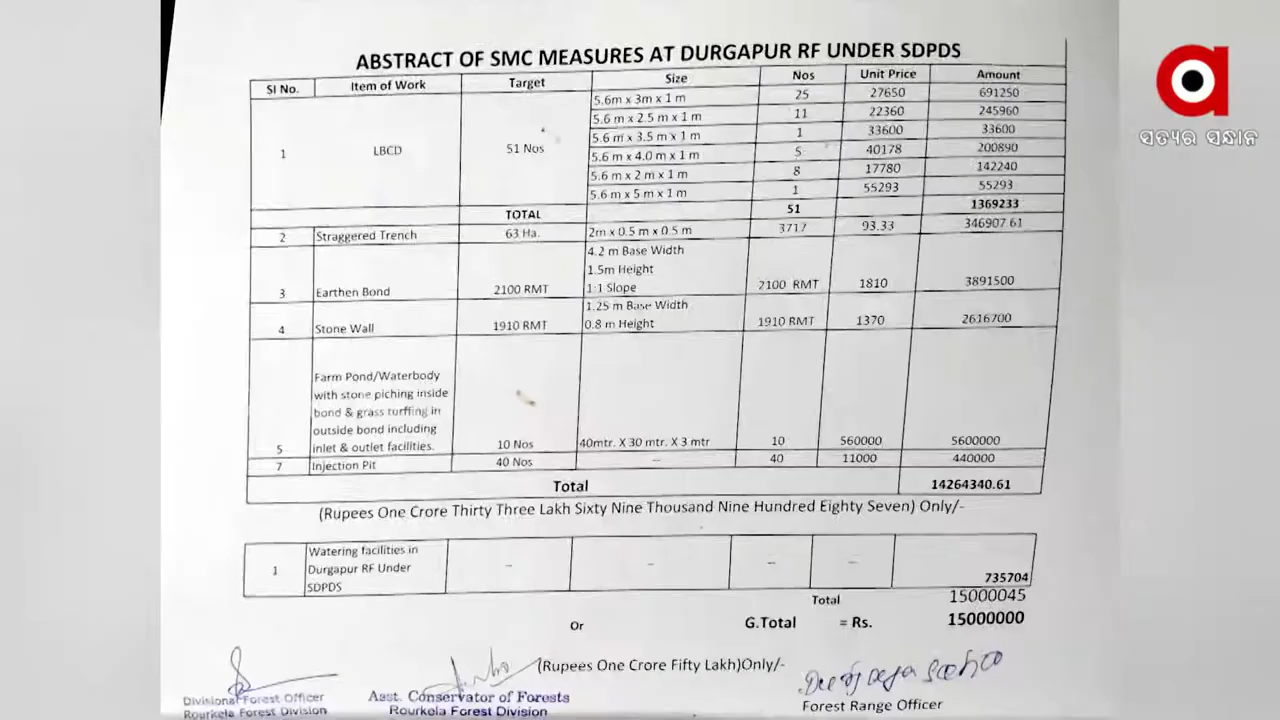 ABSTRACT OF SMC MEASURES AT DURGAPUR RF UNDER SDPDS
Sl No. Item of Work Target Size Nos Unit Price Amount
1 LBCD 51 Nos
5.6m x 3m x 1 m 25 27650 691250
5.6 m x 2.5 m x 1 m 11 22360 245960
5.6 m x 3.5 m x 1 m 1 33600 33600
5.6 m x 4.0 m x 1 m 5 40178 200890
5.6 m x 2 m x 1 m 8 17780 142240
5.6 m x 5 m x 1 m 1 55293 55293
TOTAL 51 1369233
2 Straggered Trench 63 Ha. 2m x 0.5 m x 0.5 m 3717 93.33 346907.61
4.2 m Base Width
1.5m Height
3 Earthen Bond 2100 RMT 1:1 Slope 2100 RMT 1810 3891500
1.25 m Base Width
4 Stone Wall 1910 RMT 0.8 m Height 1910 RMT 1370 2616700
Farm Pond/Waterbody
with stone piching inside
bond & grass turffing in
outside bond including
5 inlet & outlet facilities. 10 Nos 40mtr. X 30 mtr. X 3 mtr 10 560000 5600000
7 Injection Pit 40 Nos – 40 11000 440000
Total 14264340.61
(Rupees One Crore Thirty Three Lakh Sixty Nine Thousand Nine Hundred Eighty Seven) Only/-
Watering facilities in
1 Durgapur RF Under – – – –
SDPDS 735704
Total 15000045
Or G.Total = Rs. 15000000
(Rupees One Crore Fifty Lakh)Only/-
Divisional Forest Officer
Rourkela Forest Division
Asst. Conservator of Forests
Rourkela Forest Division
Forest Range Officer
ସତ୍ୟର ସନ୍ଧାନ